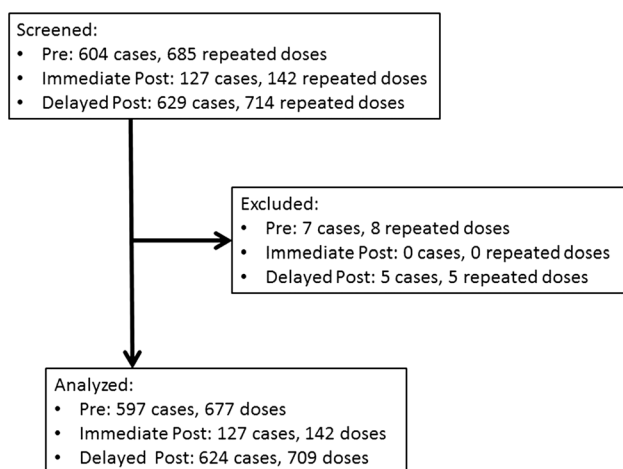 Screened:
• Pre: 604 cases, 685 repeated doses
• Immediate Post: 127 cases, 142 repeated doses
• Delayed Post: 629 cases, 714 repeated doses
Excluded:
• Pre: 7 cases, 8 repeated doses
• Immediate Post: 0 cases, 0 repeated doses
• Delayed Post: 5 cases, 5 repeated doses
Analyzed:
• Pre: 597 cases, 677 doses
• Immediate Post: 127 cases, 142 doses
• Delayed Post: 624 cases, 709 doses